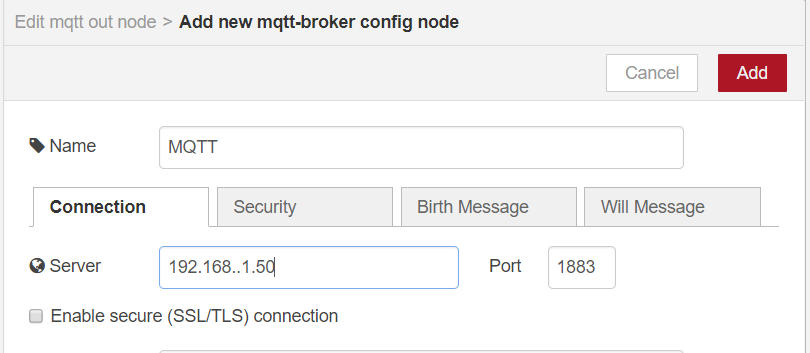 Edit mqtt out node > Add new mqtt-broker config node
Cancel Add
Name MQTT
Connection Security Birth Message Will Message
Server 192.168..1.50 Port 1883
Enable secure (SSL/TLS) connection